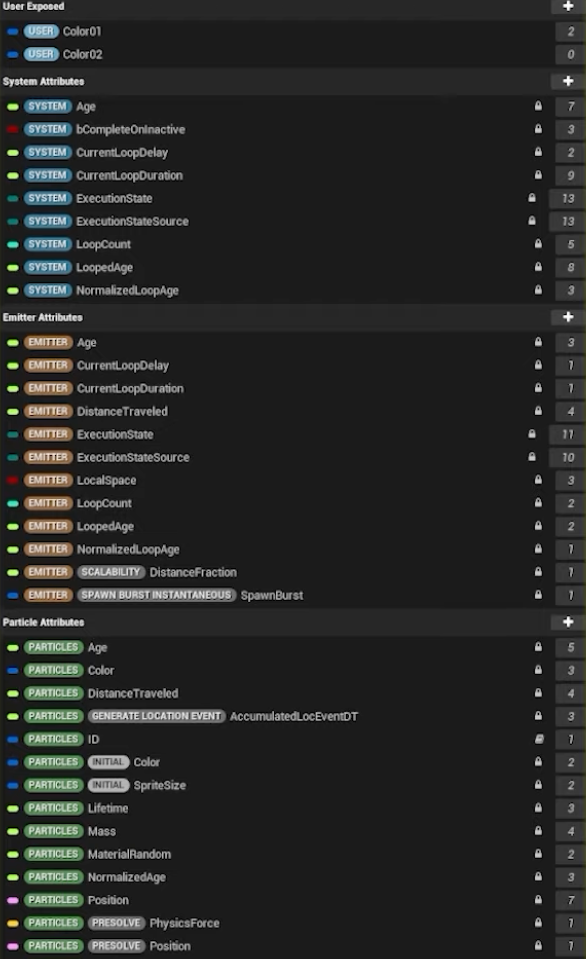 User Exposed +
USER Color01 2
USER Color02 0
System Attributes +
SYSTEM Age 7
SYSTEM bCompleteOnInactive 3
SYSTEM CurrentLoopDelay 2
SYSTEM CurrentLoopDuration 9
SYSTEM ExecutionState 13
SYSTEM ExecutionStateSource 13
SYSTEM LoopCount 5
SYSTEM LoopedAge 8
SYSTEM NormalizedLoopAge 3
Emitter Attributes +
EMITTER Age 3
EMITTER CurrentLoopDelay 1
EMITTER CurrentLoopDuration 1
EMITTER DistanceTraveled 4
EMITTER ExecutionState 11
EMITTER ExecutionStateSource 10
EMITTER LocalSpace 3
EMITTER LoopCount 2
EMITTER LoopedAge 2
EMITTER NormalizedLoopAge 1
EMITTER SCALABILITY DistanceFraction 1
EMITTER SPAWN BURST INSTANTANEOUS SpawnBurst 1
Particle Attributes +
PARTICLES Age 5
PARTICLES Color 3
PARTICLES DistanceTraveled 4
PARTICLES GENERATE LOCATION EVENT AccumulatedLocEventDT 3
PARTICLES ID 1
PARTICLES INITIAL Color 2
PARTICLES INITIAL SpriteSize 2
PARTICLES Lifetime 3
PARTICLES Mass 4
PARTICLES MaterialRandom 2
PARTICLES NormalizedAge 3
PARTICLES Position 7
PARTICLES PRESOLVE PhysicsForce 1
PARTICLES PRESOLVE Position 1